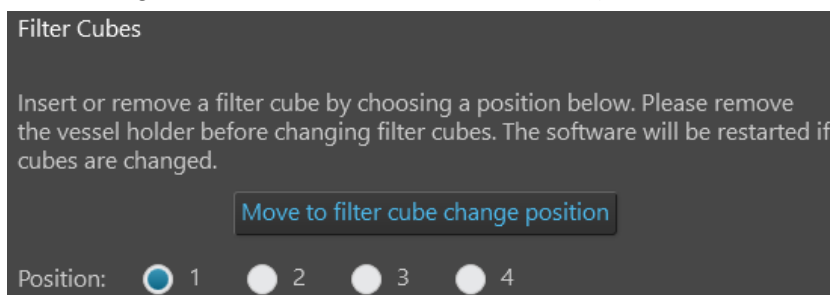 Filter Cubes
Insert or remove a filter cube by choosing a position below. Please remove
the vessel holder before changing filter cubes. The software will be restarted if
cubes are changed.
Move to filter cube change position
Position: 1 2 3 4